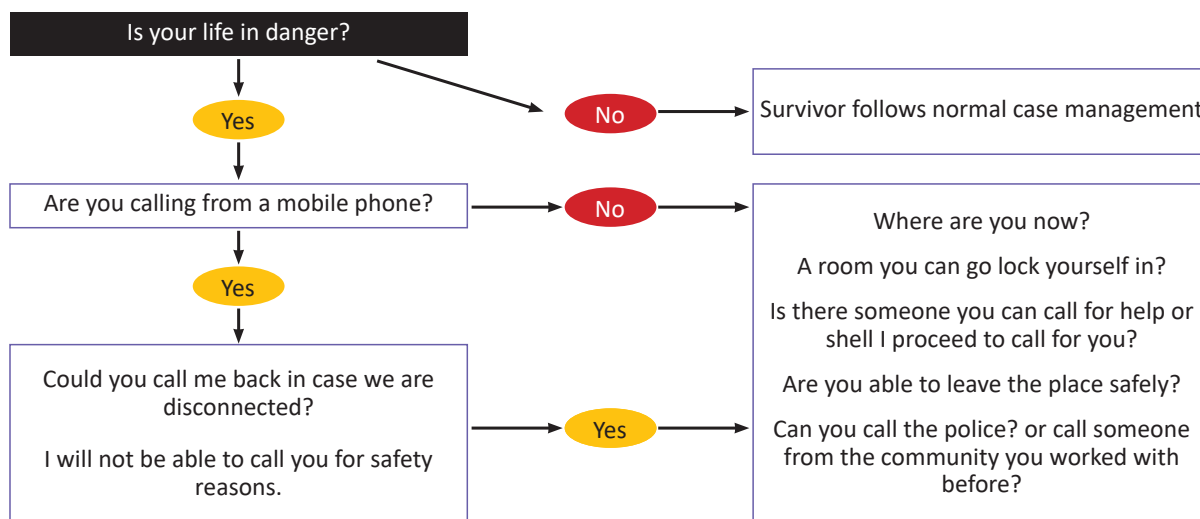 Is your life in danger?
Yes
No
Survivor follows normal case management
Are you calling from a mobile phone?
No
Yes
Where are you now?
A room you can go lock yourself in?
Is there someone you can call for help or
shell I proceed to call for you?
Are you able to leave the place safely?
Can you call the police? or call someone
from the community you worked with
before?
Could you call me back in case we are
disconnected?
I will not be able to call you for safety
reasons.
Yes